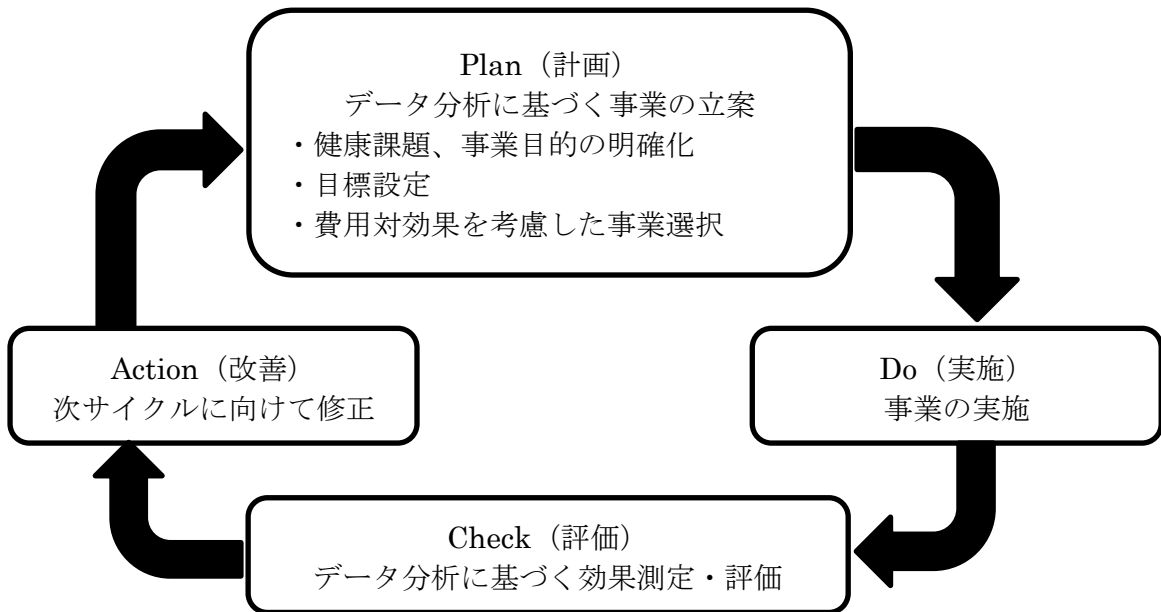 Plan（計画）
データ分析に基づく事業の立案
・健康課題、事業目的の明確化
・目標設定
・費用対効果を考慮した事業選択
Do（実施）
事業の実施
Check（評価）
データ分析に基づく効果測定・評価
Action（改善）
次サイクルに向けて修正